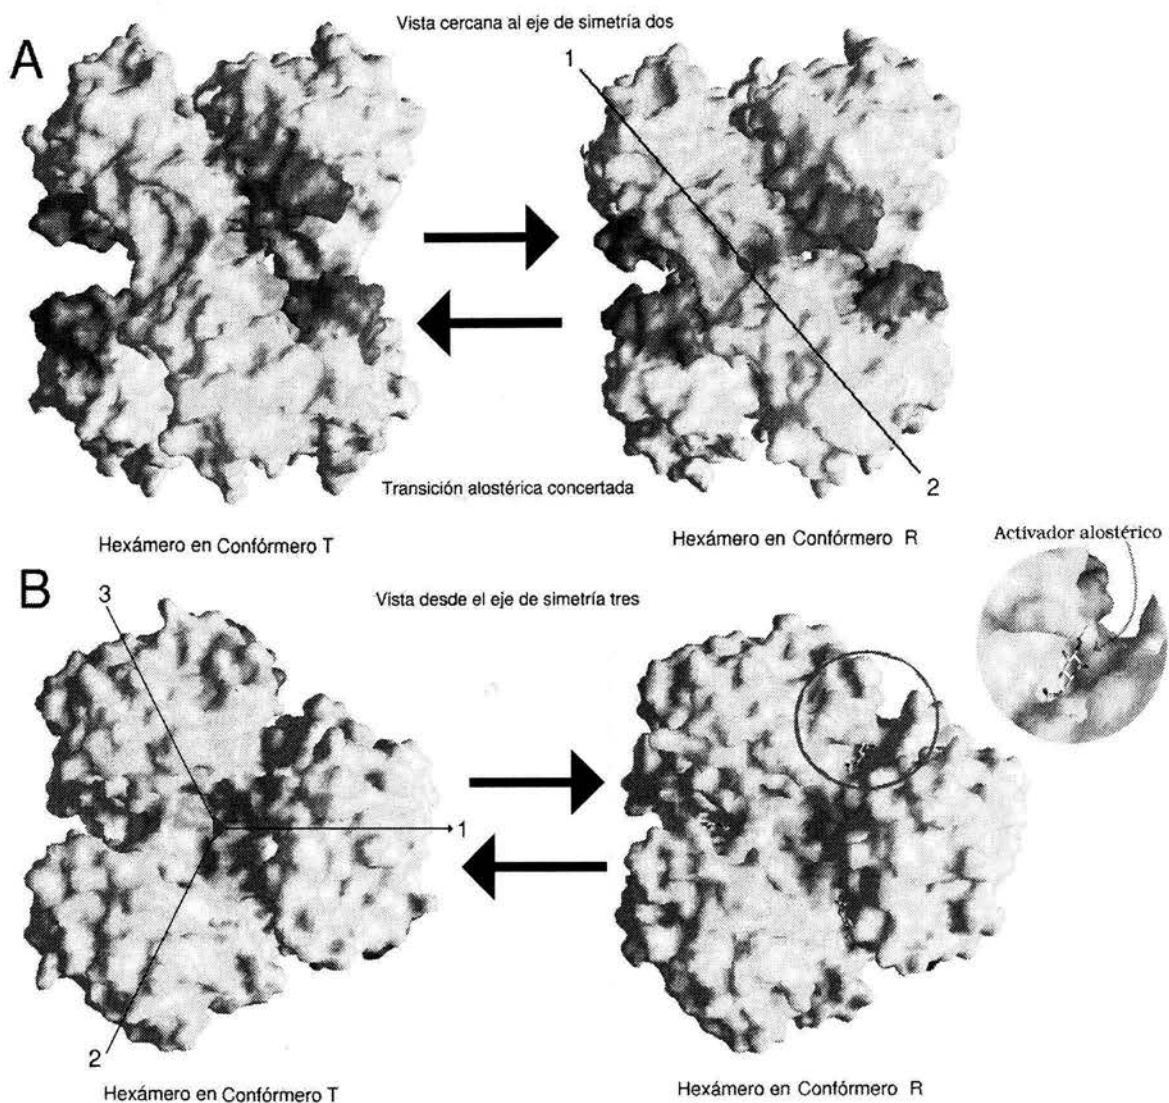 Vista cercana al eje de simetría dos
A
1
2
Transición alostérica concertada
Hexámero en Confórmero T
Hexámero en Confórmero R
Activador alostérico
B
Vista desde el eje de simetría tres
3
1
2
Hexámero en Confórmero T
Hexámero en Confórmero R